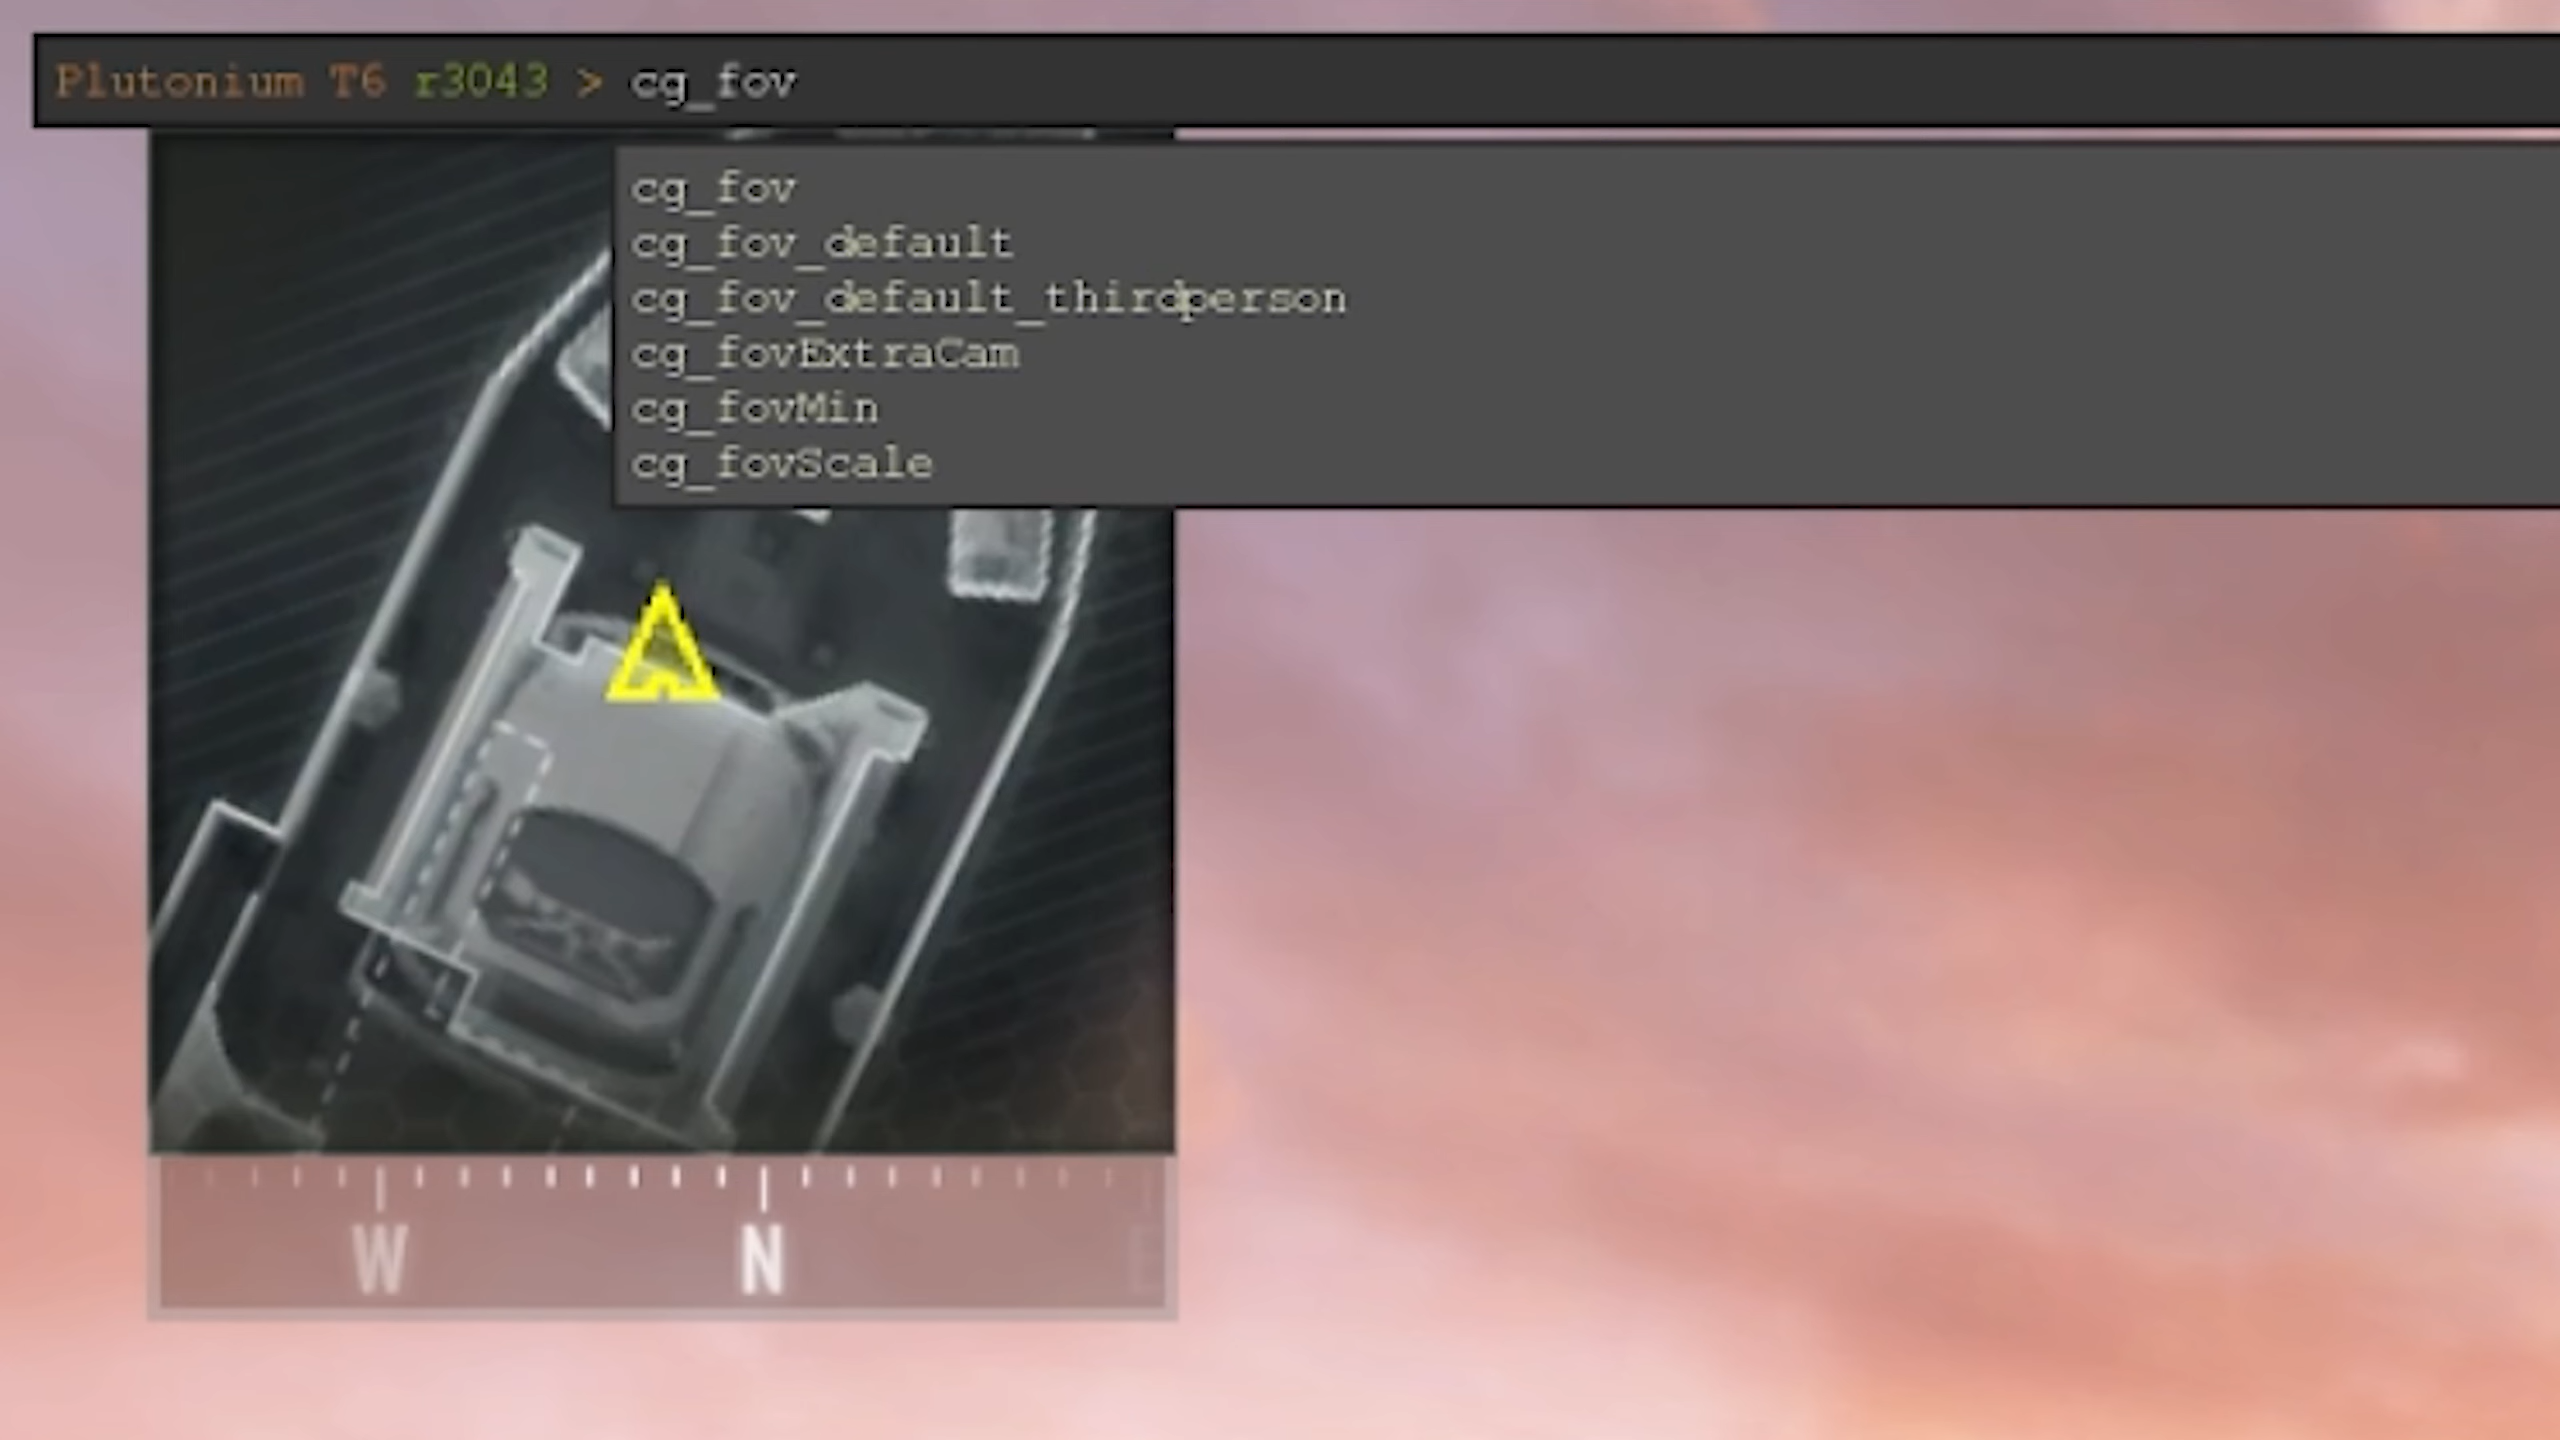 Plutonium T6 r3043 > cg_fov
cg_fov
cg_fov_default
cg_fov_default_thirdperson
cg_fovExtraCam
cg_fovMin
cg_fovScale
W N E